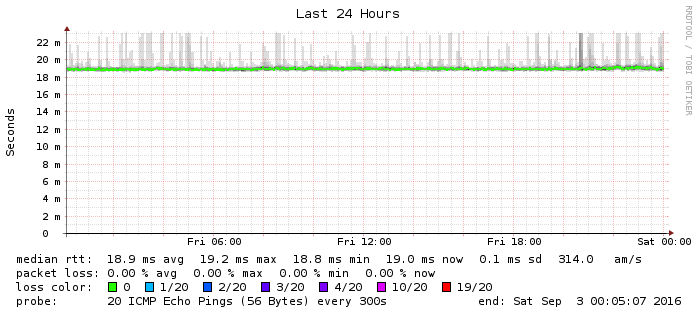 Last 24 Hours
RRDTOOL / TOBI OETIKER
Seconds
22 m
20 m
18 m
16 m
14 m
12 m
10 m
8 m
6 m
4 m
2 m
0
Fri 06:00 Fri 12:00 Fri 18:00 Sat 00:00
median rtt: 18.9 ms avg 19.2 ms max 18.8 ms min 19.0 ms now 0.1 ms sd 314.0 am/s
packet loss: 0.00 % avg 0.00 % max 0.00 % min 0.00 % now
loss color: 0 1/20 2/20 3/20 4/20 10/20 19/20
probe: 20 ICMP Echo Pings (56 Bytes) every 300s end: Sat Sep 3 00:05:07 2016